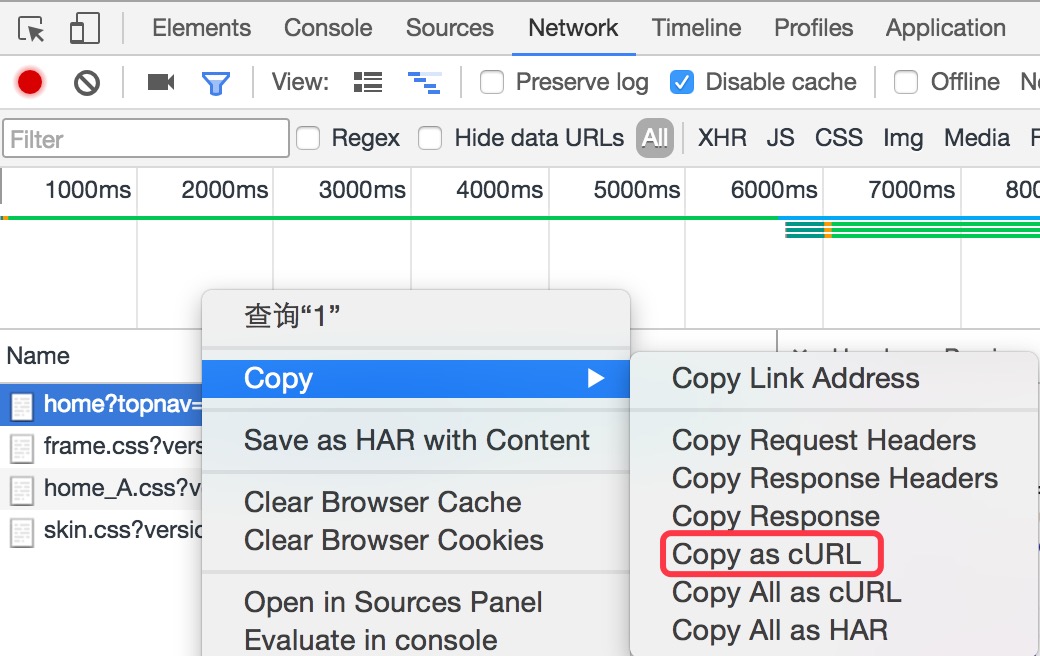 Elements Console Sources Network Timeline Profiles Application
View: Preserve log Disable cache Offline
Filter Regex Hide data URLs All XHR JS CSS Img Media
1000ms 2000ms 3000ms 4000ms 5000ms 6000ms 7000ms
查询“1”
Name
Copy
Copy Link Address
home?topnav=
Save as HAR with Content
Copy Request Headers
frame.css?vers
Copy Response Headers
home_A.css?v
Clear Browser Cache
Copy Response
skin.css?versio
Clear Browser Cookies
Copy as cURL
Copy All as cURL
Open in Sources Panel
Copy All as HAR
Evaluate in console